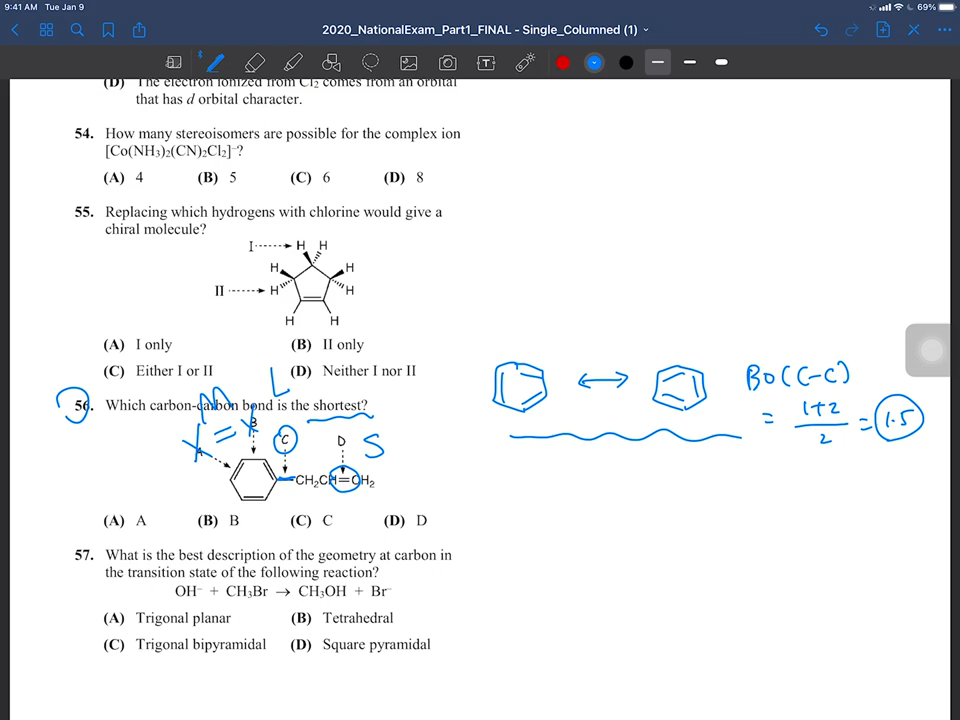 9:41 AM Tue Jan 9
69%
2020_NationalExam_Part1_FINAL - Single_Columned (1)
(D) The electron ionized from Cl₂ comes from an orbital
that has d orbital character.
54. How many stereoisomers are possible for the complex ion
[Co(NH₃)₂(CN)₂Cl₂]⁻?
(A) 4 (B) 5 (C) 6 (D) 8
55. Replacing which hydrogens with chlorine would give a
chiral molecule?
I H H
H H
II H H
H H
(A) I only (B) II only
(C) Either I or II (D) Neither I nor II
M L
56. Which carbon-carbon bond is the shortest?
B
X = Y C D S
A
CH₂CH=CH₂
(A) A (B) B (C) C (D) D
57. What is the best description of the geometry at carbon in
the transition state of the following reaction?
OH⁻ + CH₃Br → CH₃OH + Br⁻
(A) Trigonal planar (B) Tetrahedral
(C) Trigonal bipyramidal (D) Square pyramidal
BO(C-C)
= 1+2/2 = 1.5